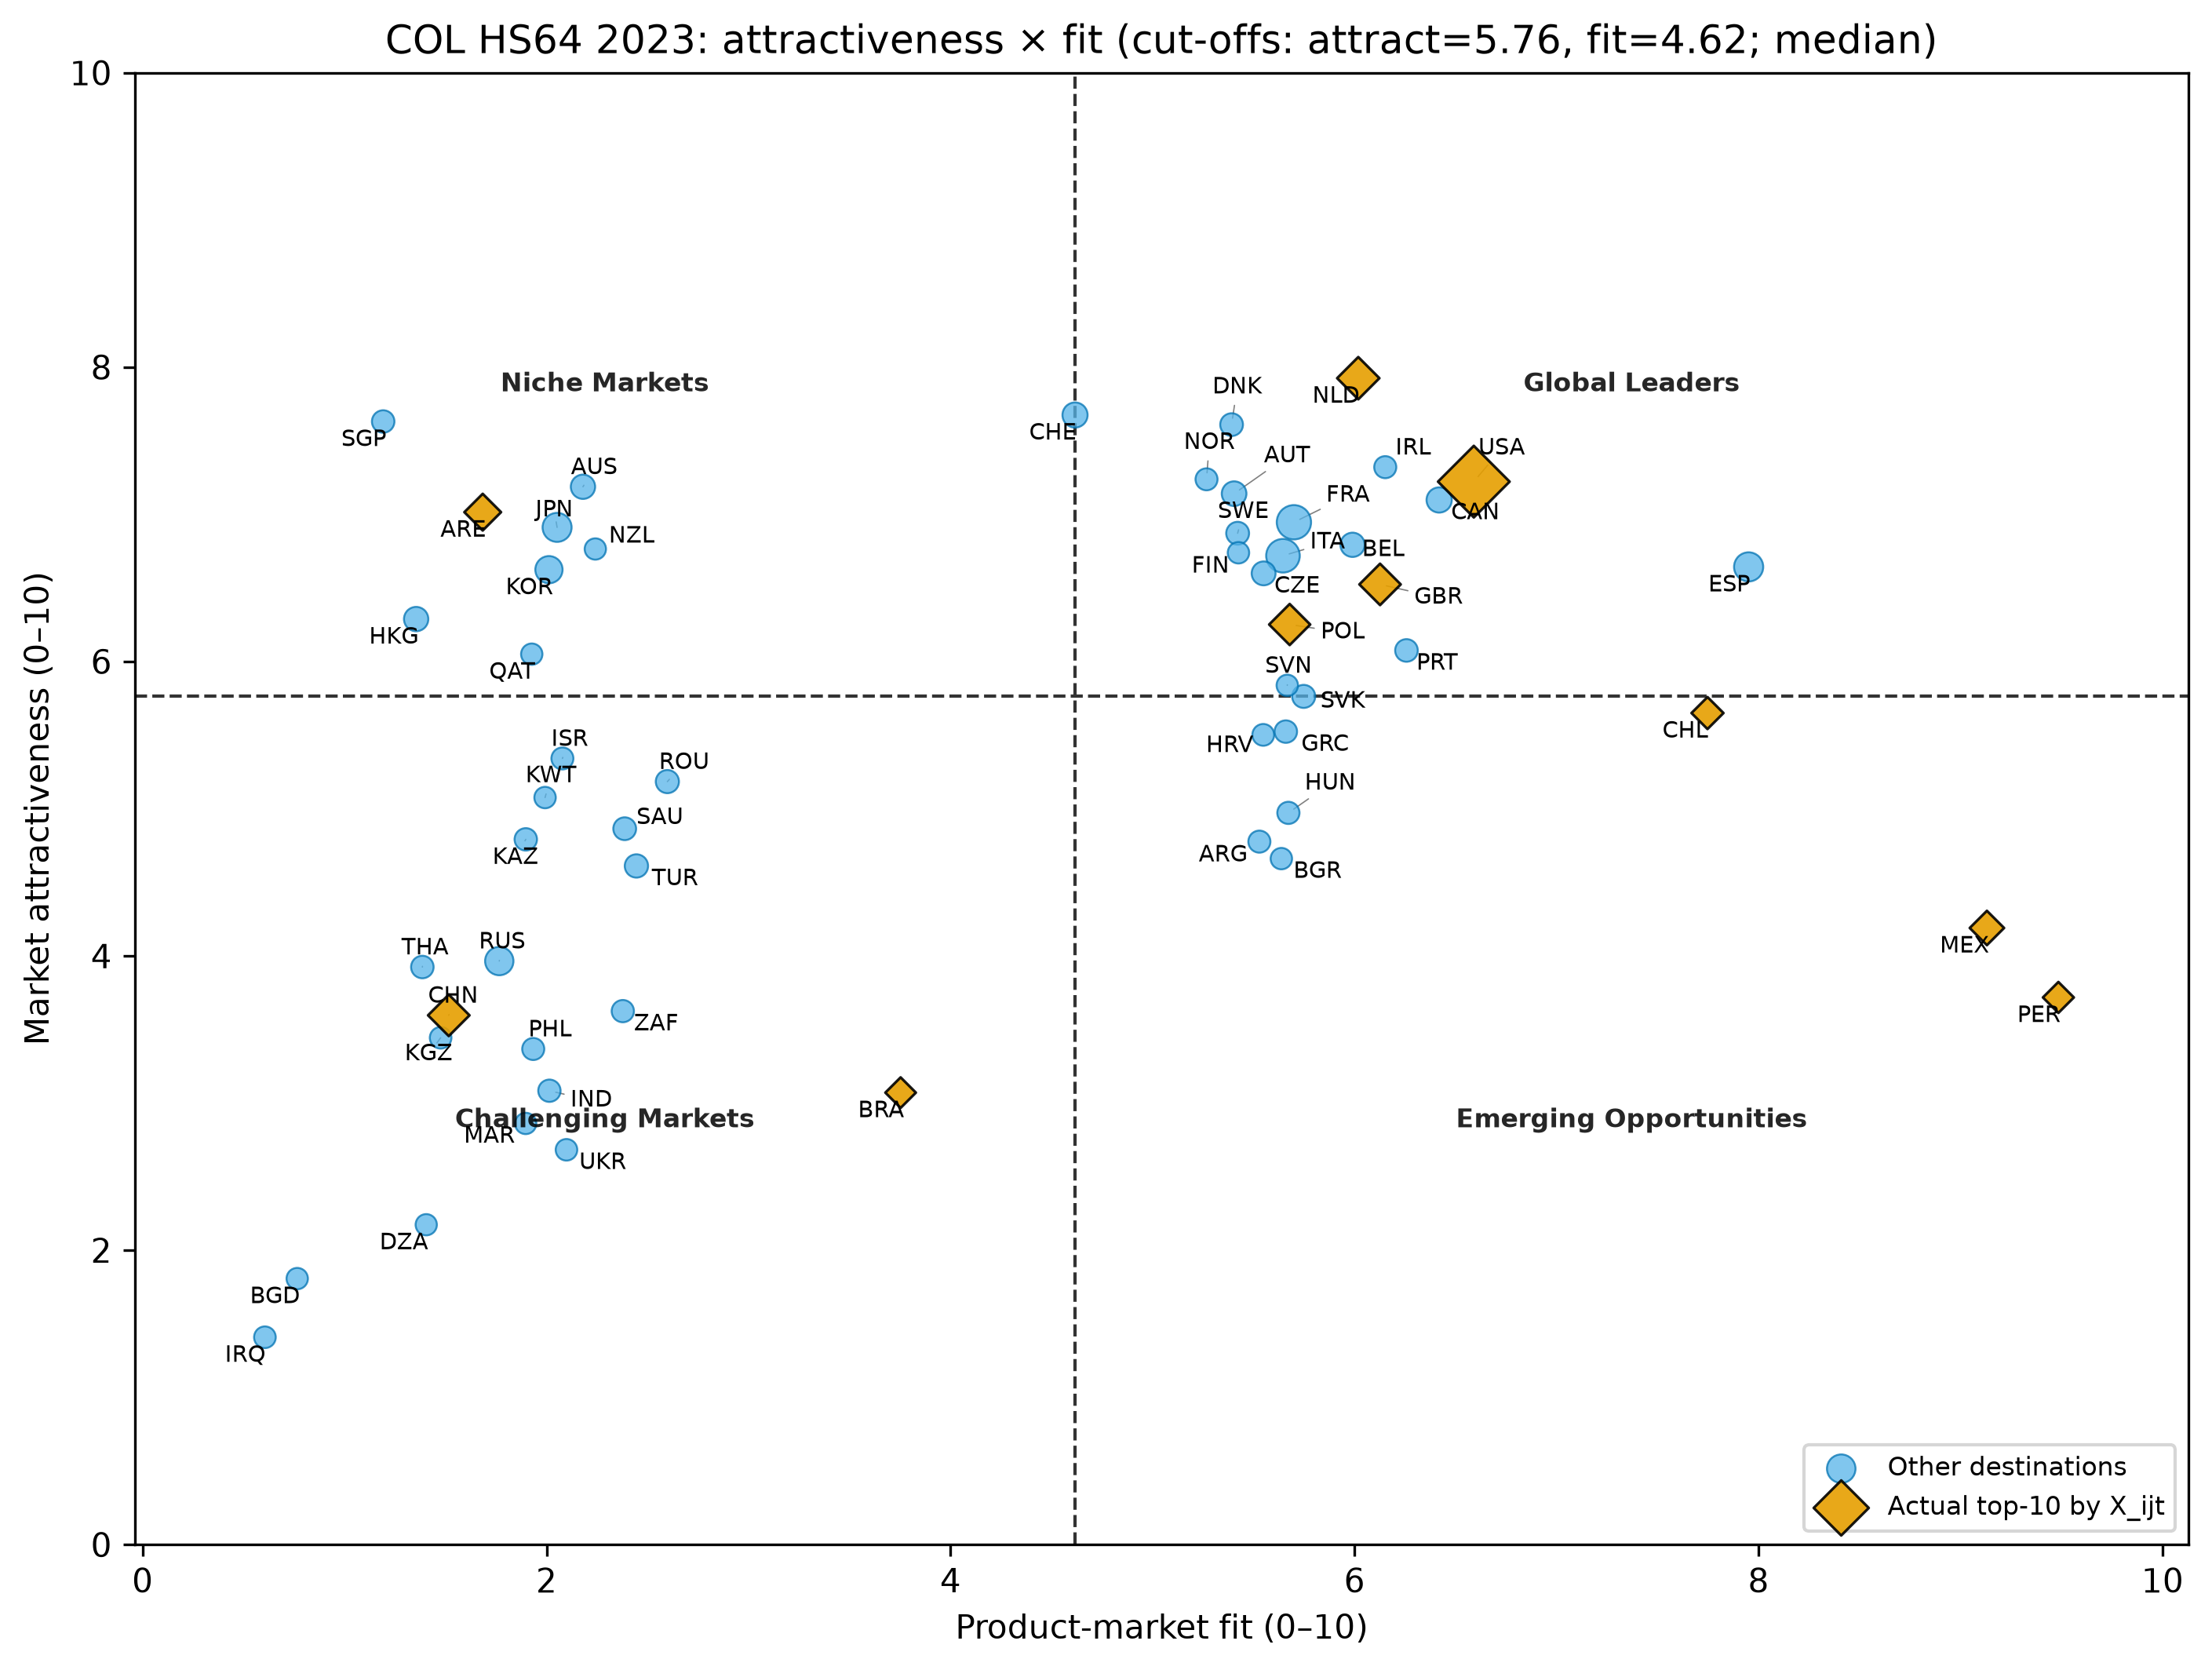 COL HS64 2023: attractiveness × fit (cut-offs: attract=5.76, fit=4.62; median)
Market attractiveness (0–10)
10
8
6
4
2
0
Niche Markets
Global Leaders
DNK
NLD
SGP
CHE
NOR
AUT
IRL
USA
AUS
JPN
ARE
NZL
KOR
HKG
QAT
SWE
FRA
CAN
ITA
BEL
FIN
CZE
GBR
ESP
POL
PRT
SVN
SVK
CHL
HRV
GRC
ISR
KWT
ROU
HUN
SAU
KAZ
TUR
ARG
BGR
THA
RUS
MEX
CHN
PER
ZAF
KGZ
PHL
IND
BRA
Challenging Markets
Emerging Opportunities
MAR
UKR
DZA
BGD
IRQ
Other destinations
Actual top-10 by X_ijt
0
2
4
6
8
10
Product-market fit (0–10)